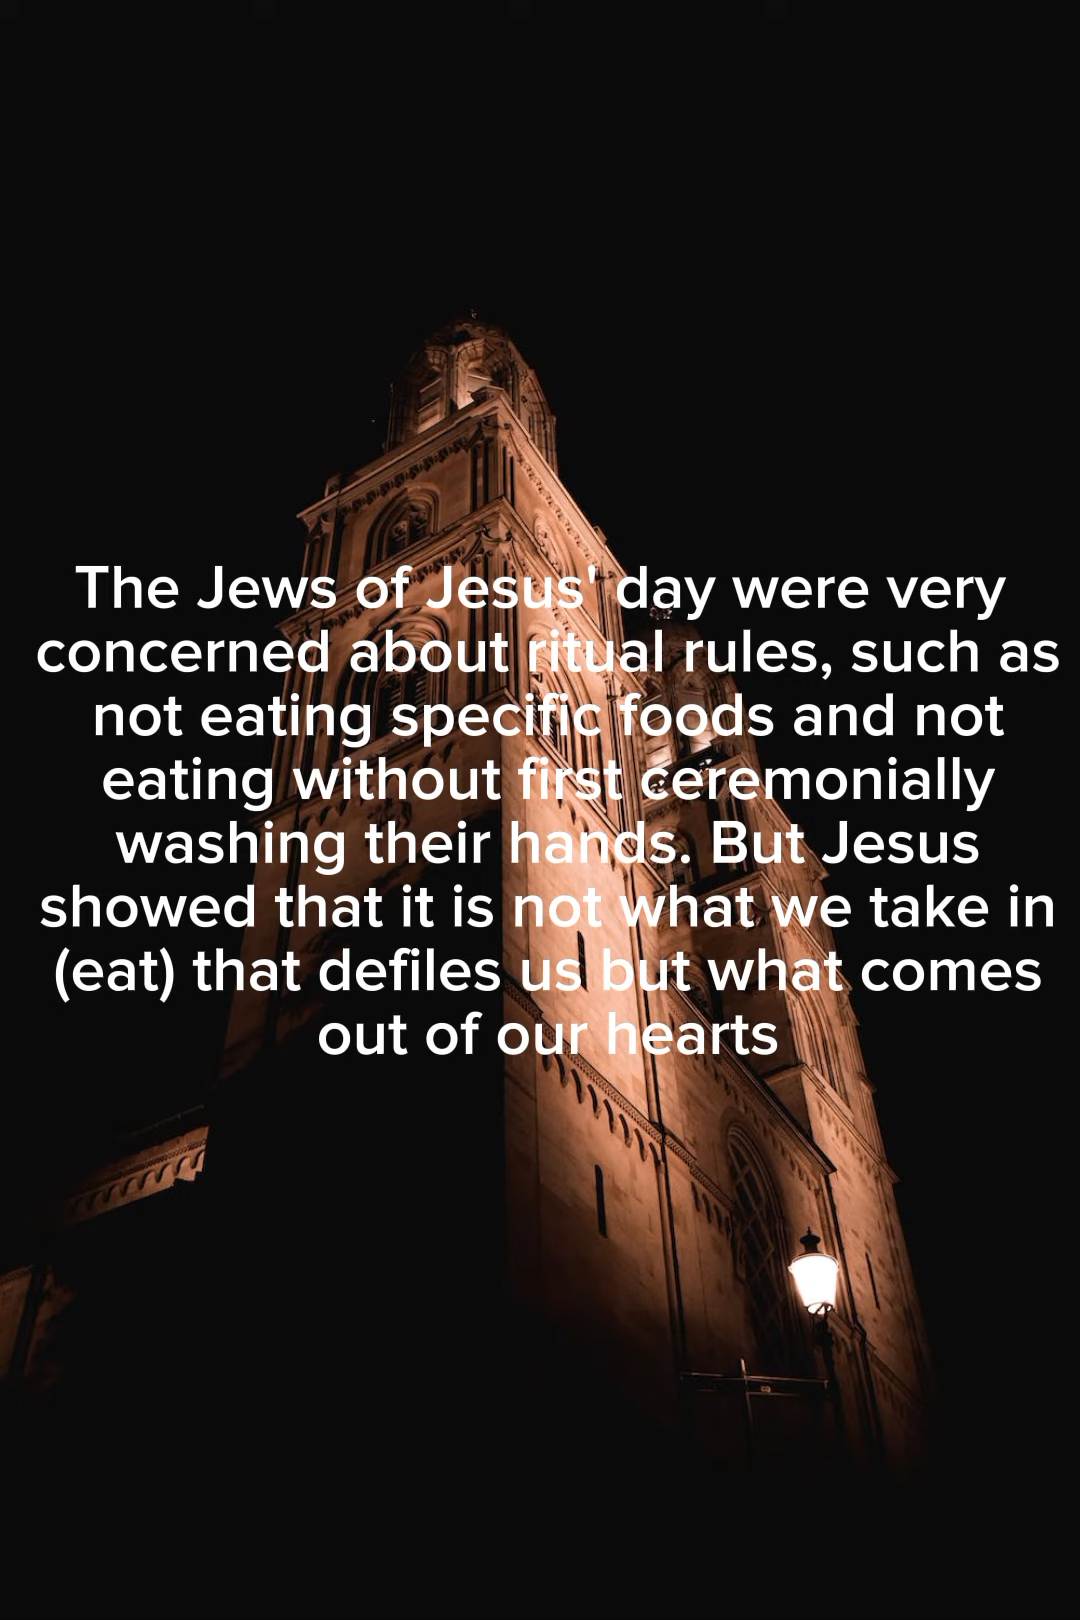 The Jews of Jesus' day were very
concerned about ritual rules, such as
not eating specific foods and not
eating without first ceremonially
washing their hands. But Jesus
showed that it is not what we take in
(eat) that defiles us but what comes
out of our hearts